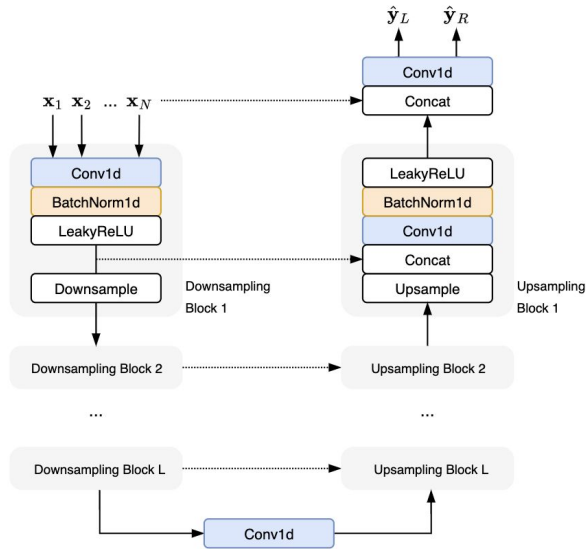 ŷ_L ŷ_R
Conv1d
Concat
x_1 x_2 ... x_N
Conv1d
BatchNorm1d
LeakyReLU
Downsample
Downsampling
Block 1
LeakyReLU
BatchNorm1d
Conv1d
Concat
Upsample
Upsampling
Block 1
Downsampling Block 2
Upsampling Block 2
...
...
Downsampling Block L
Upsampling Block L
Conv1d